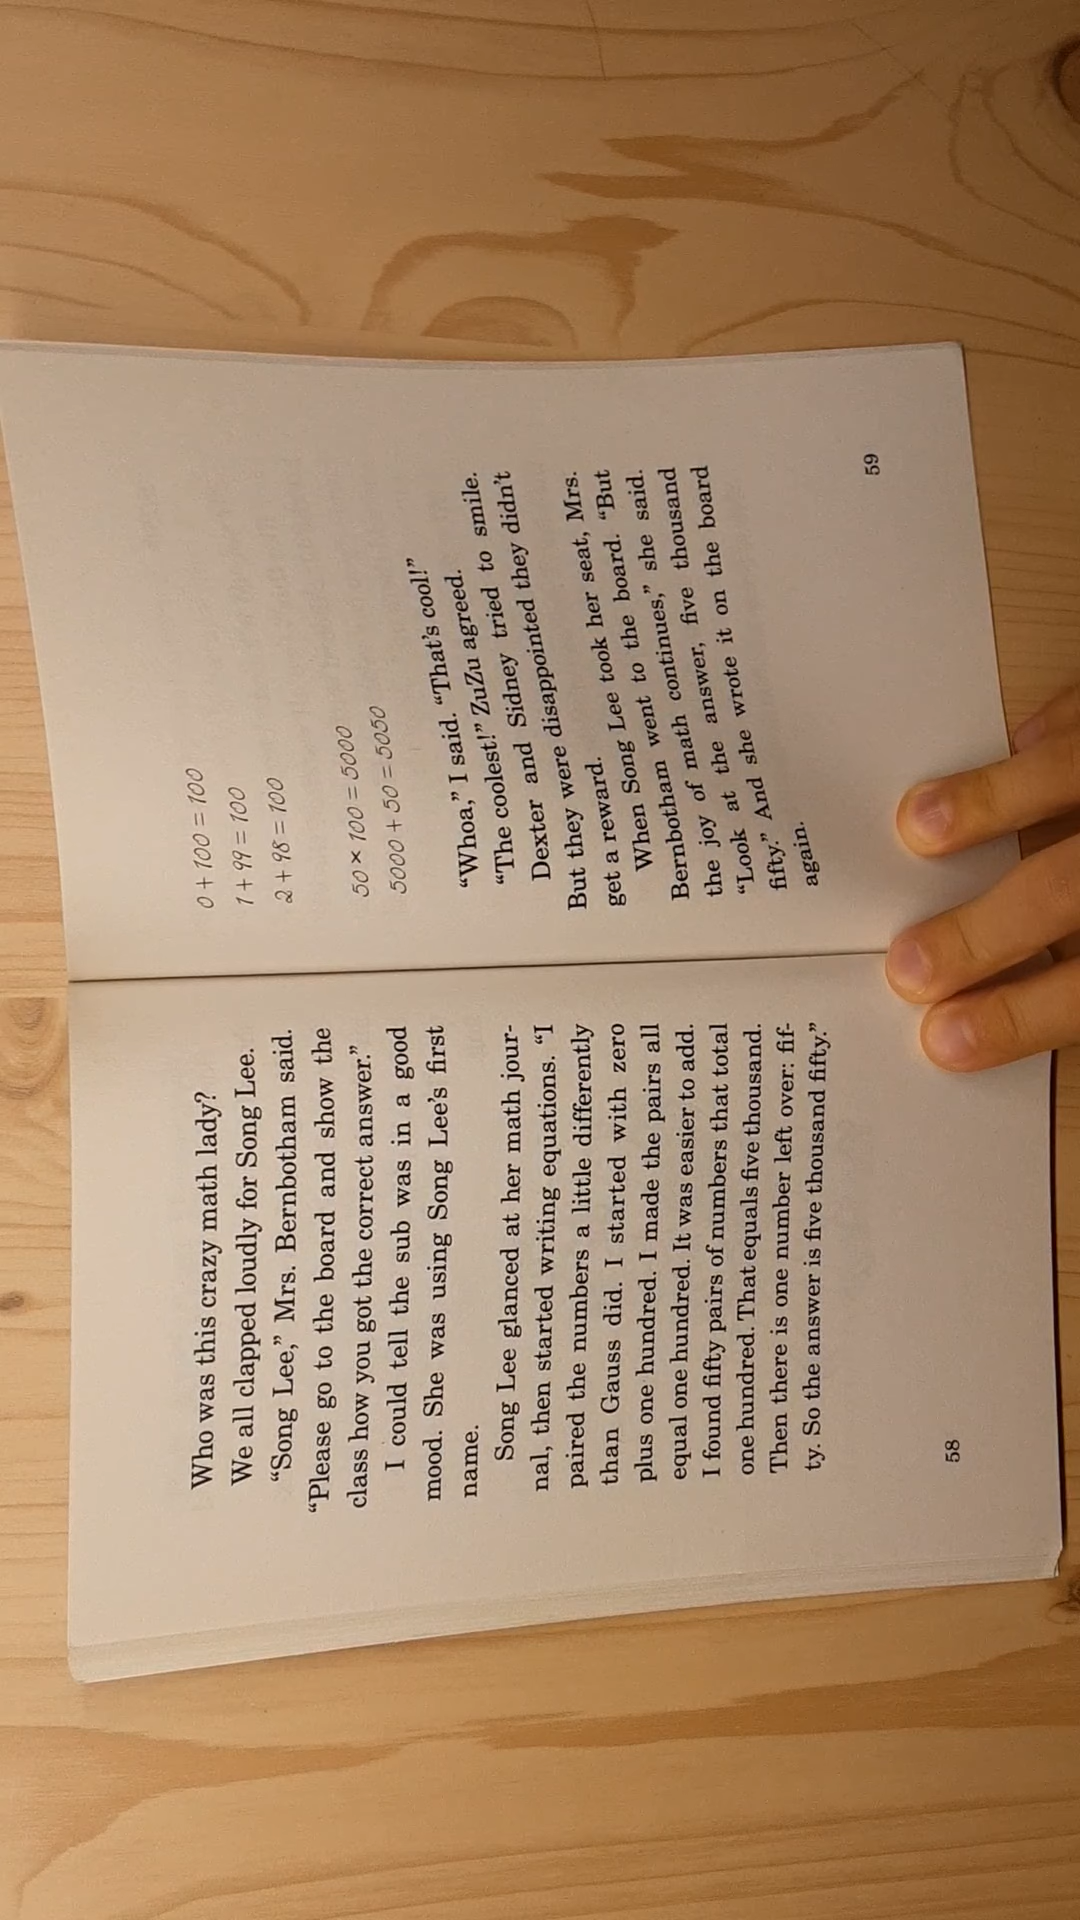 Who was this crazy math lady?
We all clapped loudly for Song Lee.
“Song Lee,” Mrs. Bernbotham said.
“Please go to the board and show the
class how you got the correct answer.”
I could tell the sub was in a good
mood. She was using Song Lee’s first
name.
Song Lee glanced at her math jour-
nal, then started writing equations. “I
paired the numbers a little differently
than Gauss did. I started with zero
plus one hundred. I made the pairs all
equal one hundred. It was easier to add.
I found fifty pairs of numbers that total
one hundred. That equals five thousand.
Then there is one number left over: fif-
ty. So the answer is five thousand fifty.”
58
0 + 100 = 100
1 + 99 = 100
2 + 98 = 100
50 × 100 = 5000
5000 + 50 = 5050
“Whoa,” I said. “That’s cool!”
“The coolest!” ZuZu agreed.
Dexter and Sidney tried to smile.
But they were disappointed they didn’t
get a reward.
When Song Lee took her seat, Mrs.
Bernbotham went to the board. “But
the joy of math continues,” she said.
“Look at the answer, five thousand
fifty.” And she wrote it on the board
again.
59